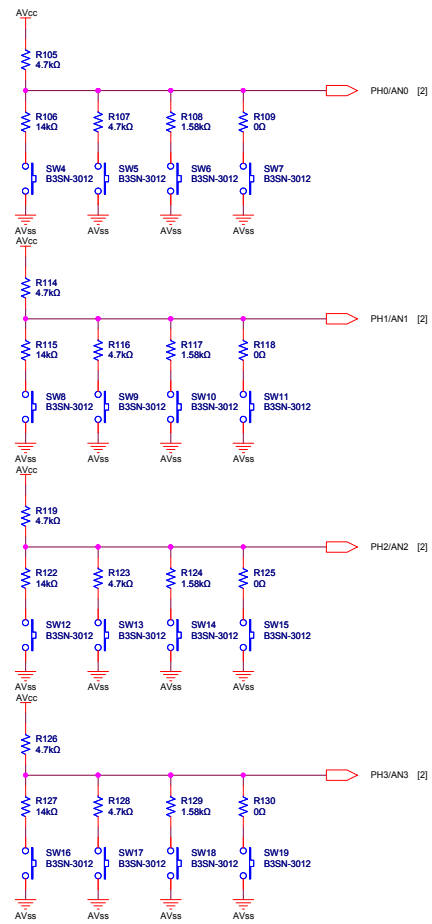 AVcc
R105
4.7kΩ
PH0/AN0 [2]
R106 R107 R108 R109
14kΩ 4.7kΩ 1.58kΩ 0Ω
SW4 SW5 SW6 SW7
B3SN-3012 B3SN-3012 B3SN-3012 B3SN-3012
AVss AVss AVss AVss
AVcc
R114
4.7kΩ
PH1/AN1 [2]
R115 R116 R117 R118
14kΩ 4.7kΩ 1.58kΩ 0Ω
SW8 SW9 SW10 SW11
B3SN-3012 B3SN-3012 B3SN-3012 B3SN-3012
AVss AVss AVss AVss
AVcc
R119
4.7kΩ
PH2/AN2 [2]
R122 R123 R124 R125
14kΩ 4.7kΩ 1.58kΩ 0Ω
SW12 SW13 SW14 SW15
B3SN-3012 B3SN-3012 B3SN-3012 B3SN-3012
AVss AVss AVss AVss
AVcc
R126
4.7kΩ
PH3/AN3 [2]
R127 R128 R129 R130
14kΩ 4.7kΩ 1.58kΩ 0Ω
SW16 SW17 SW18 SW19
B3SN-3012 B3SN-3012 B3SN-3012 B3SN-3012
AVss AVss AVss AVss